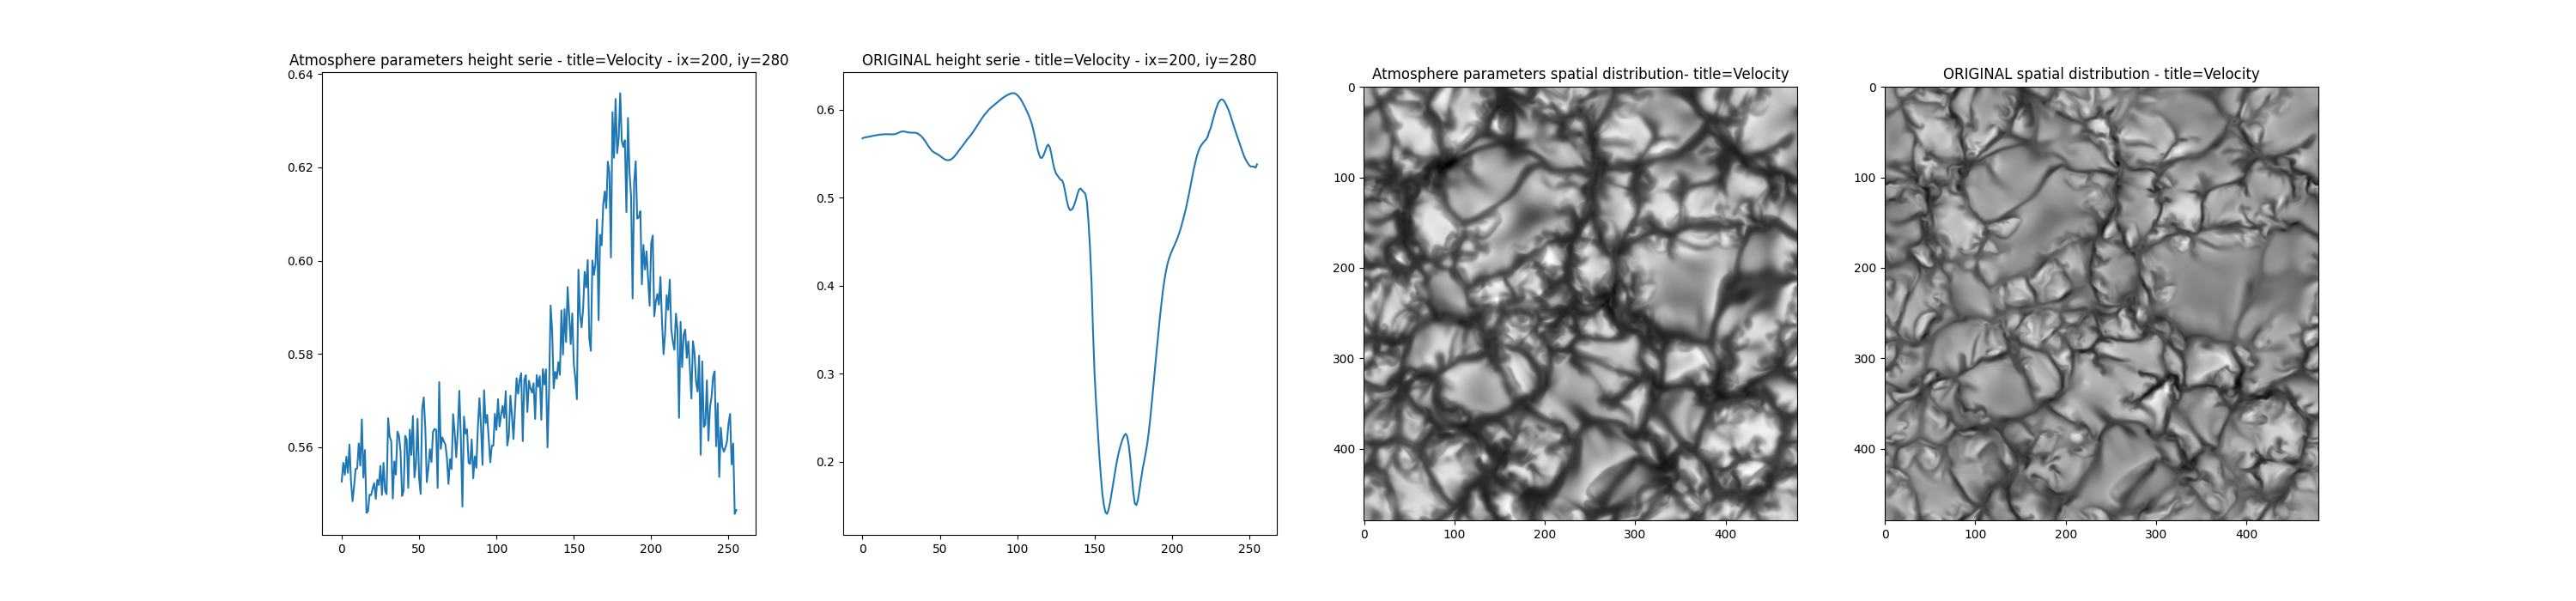 Atmosphere parameters height serie - title=Velocity - ix=200, iy=280
0.64
0.62
0.60
0.58
0.56
0 50 100 150 200 250
ORIGINAL height serie - title=Velocity - ix=200, iy=280
0.6
0.5
0.4
0.3
0.2
0 50 100 150 200 250
Atmosphere parameters spatial distribution- title=Velocity
0
100
200
300
400
0 100 200 300 400
ORIGINAL spatial distribution - title=Velocity
0
100
200
300
400
0 100 200 300 400